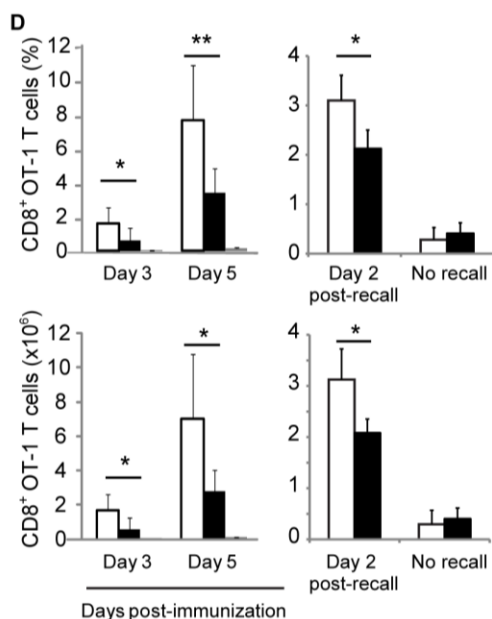 D
CD8⁺ OT-1 T cells (%)
12
10
8
6
4
2
0
*
**
Day 3
Day 5
4
3
2
1
0
*
Day 2
post-recall
No recall
CD8⁺ OT-1 T cells (x10⁶)
12
10
8
6
4
2
0
*
*
Day 3
Day 5
Days post-immunization
4
3
2
1
0
*
Day 2
post-recall
No recall